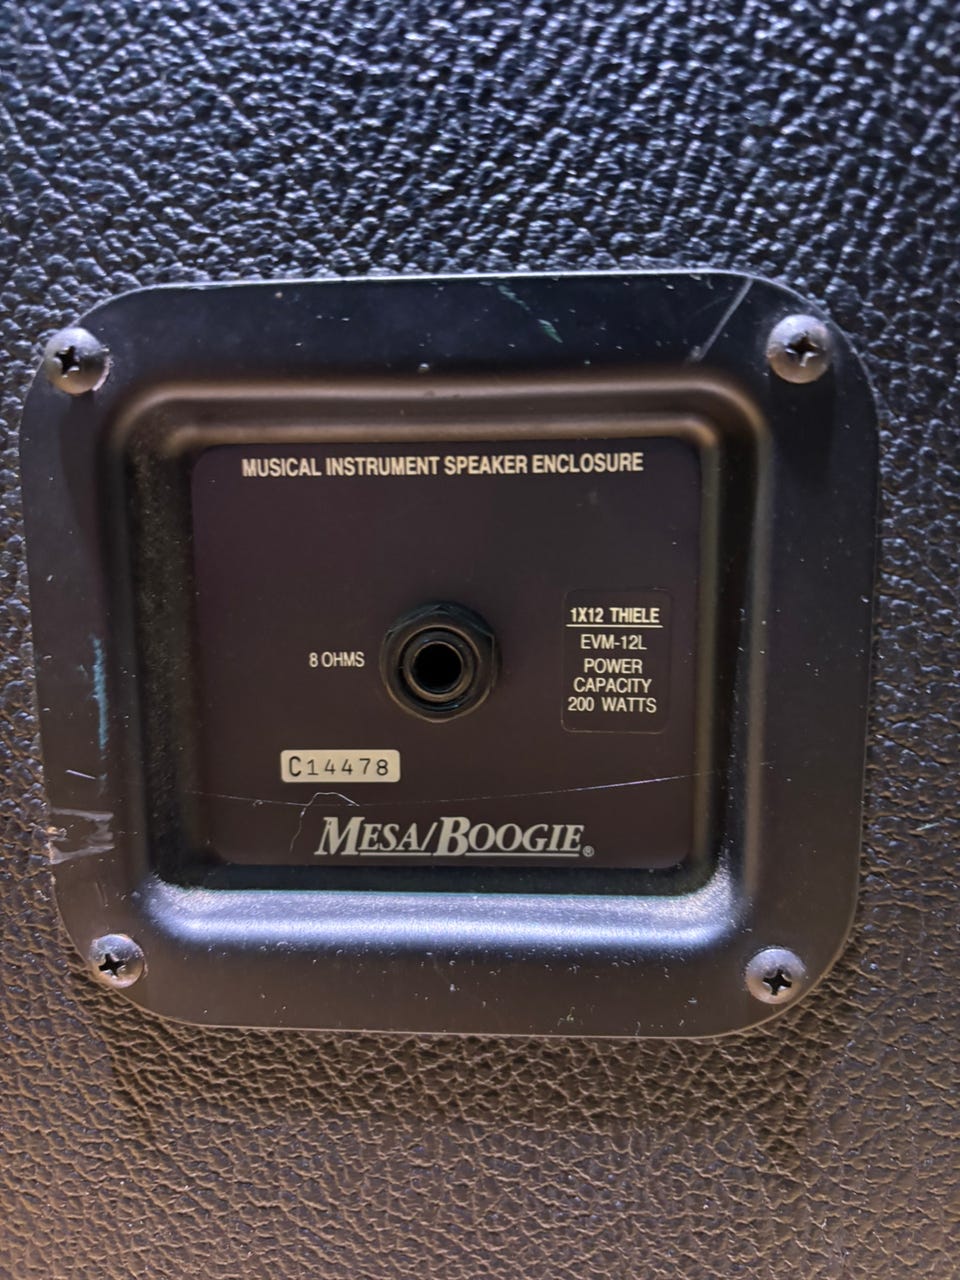 MUSICAL INSTRUMENT SPEAKER ENCLOSURE
8 OHMS
1X12 THIELE
EVM-12L
POWER
CAPACITY
200 WATTS
C14478
MESA/BOOGIE®